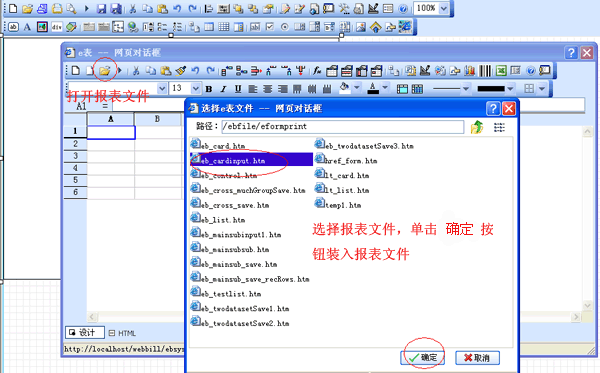 100%
e表 -- 网页对话框
打开报表文件
13
B I U
A1 =
A B
1
2
3
4
5
6
选择e表文件 -- 网页对话框
路径: /ebfile/eformprint
eb_card.htm
eb_cardinput.htm
eb_control.htm
eb_cross_muchGroupSave.htm
eb_cross_save.htm
eb_list.htm
eb_mainsubinput1.htm
eb_mainsubsub.htm
eb_mainsub_save.htm
eb_mainsub_save_recRows.htm
eb_testlist.htm
eb_twodatasetSave1.htm
eb_twodatasetSave2.htm
eb_twodatasetSave3.htm
href_form.htm
lt_card.htm
lt_list.htm
temp1.htm
选择报表文件，单击 确定 按
钮装入报表文件
确定 取消
设计 HTML
http://localhost/webbill/ebsy